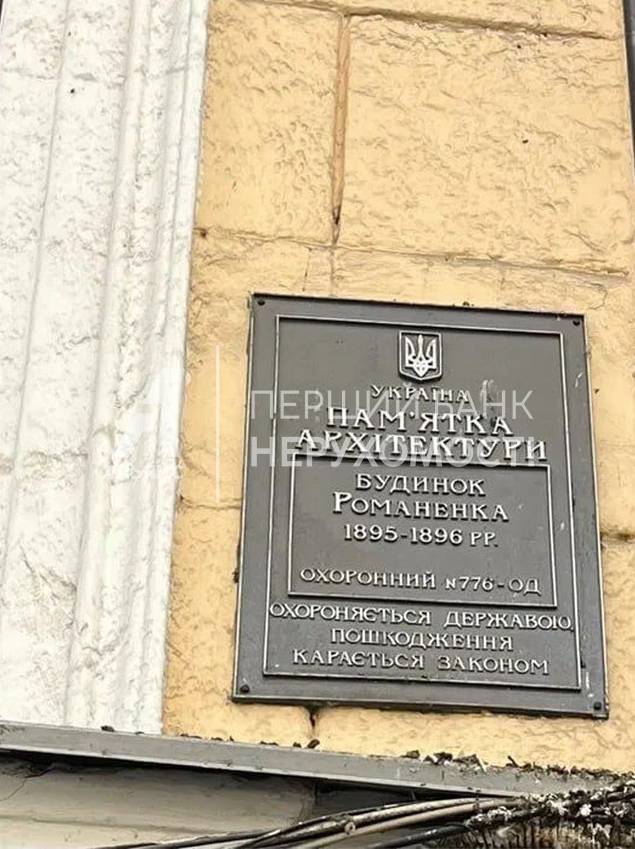 УКРАЇНА
ПАМ'ЯТКА
АРХІТЕКТУРИ
БУДИНОК
РОМАНЕНКА
1895-1896 РР.
ОХОРОННИЙ №776-ОД
ОХОРОНЯЄТЬСЯ ДЕРЖАВОЮ,
ПОШКОДЖЕННЯ
КАРАЄТЬСЯ ЗАКОНОМ
ПЕРШИЙ БАНК
НЕРУХОМОСТІ